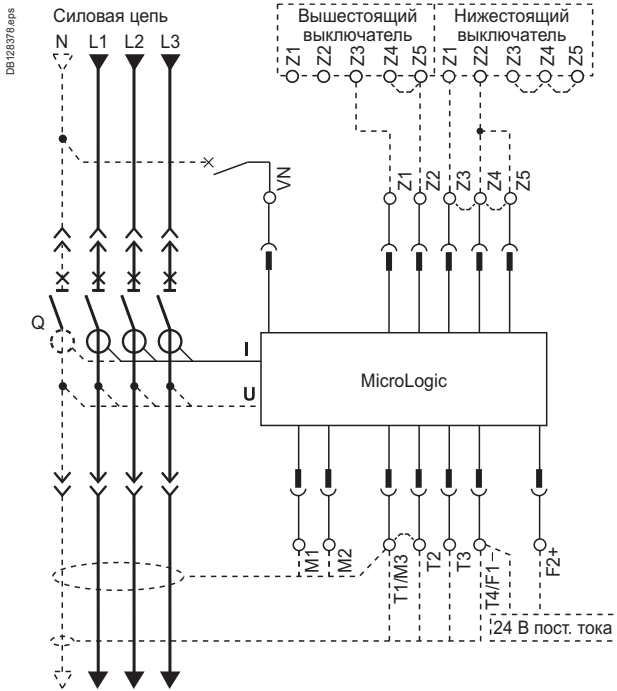 DB128378.eps
Силовая цепь
N L1 L2 L3
Вышестоящий выключатель
Нижестоящий выключатель
Z1 Z2 Z3 Z4 Z5 Z1 Z2 Z3 Z4 Z5
VN
Z1 Z2 Z3 Z4 Z5
Q
I
U
MicroLogic
M1 M2 T1/M3 T2 T3 T4/F1 – F2+
24 В пост. тока